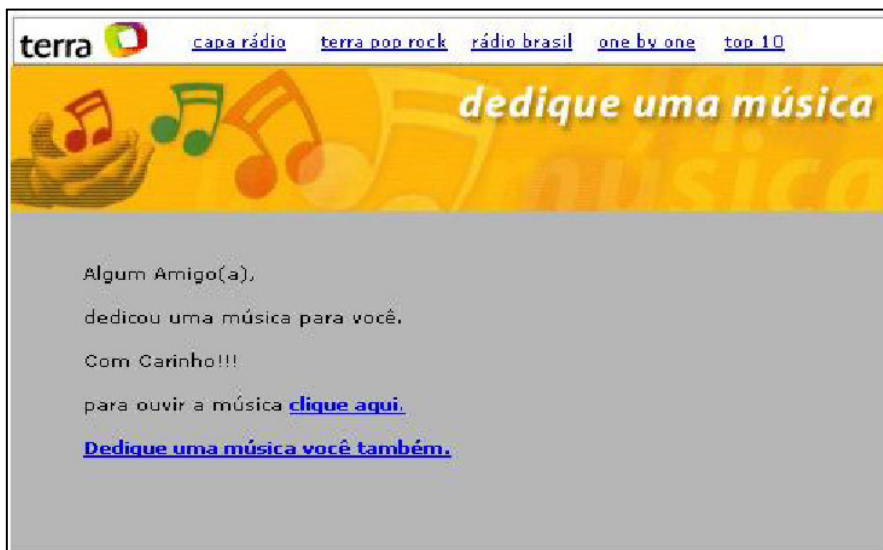 terra capa rádio terra pop rock rádio brasil one by one top 10
dedique uma música
música
Algum Amigo(a),
dedicou uma música para você.
Com Carinho!!!
para ouvir a música clique aqui.
Dedique uma música você também.